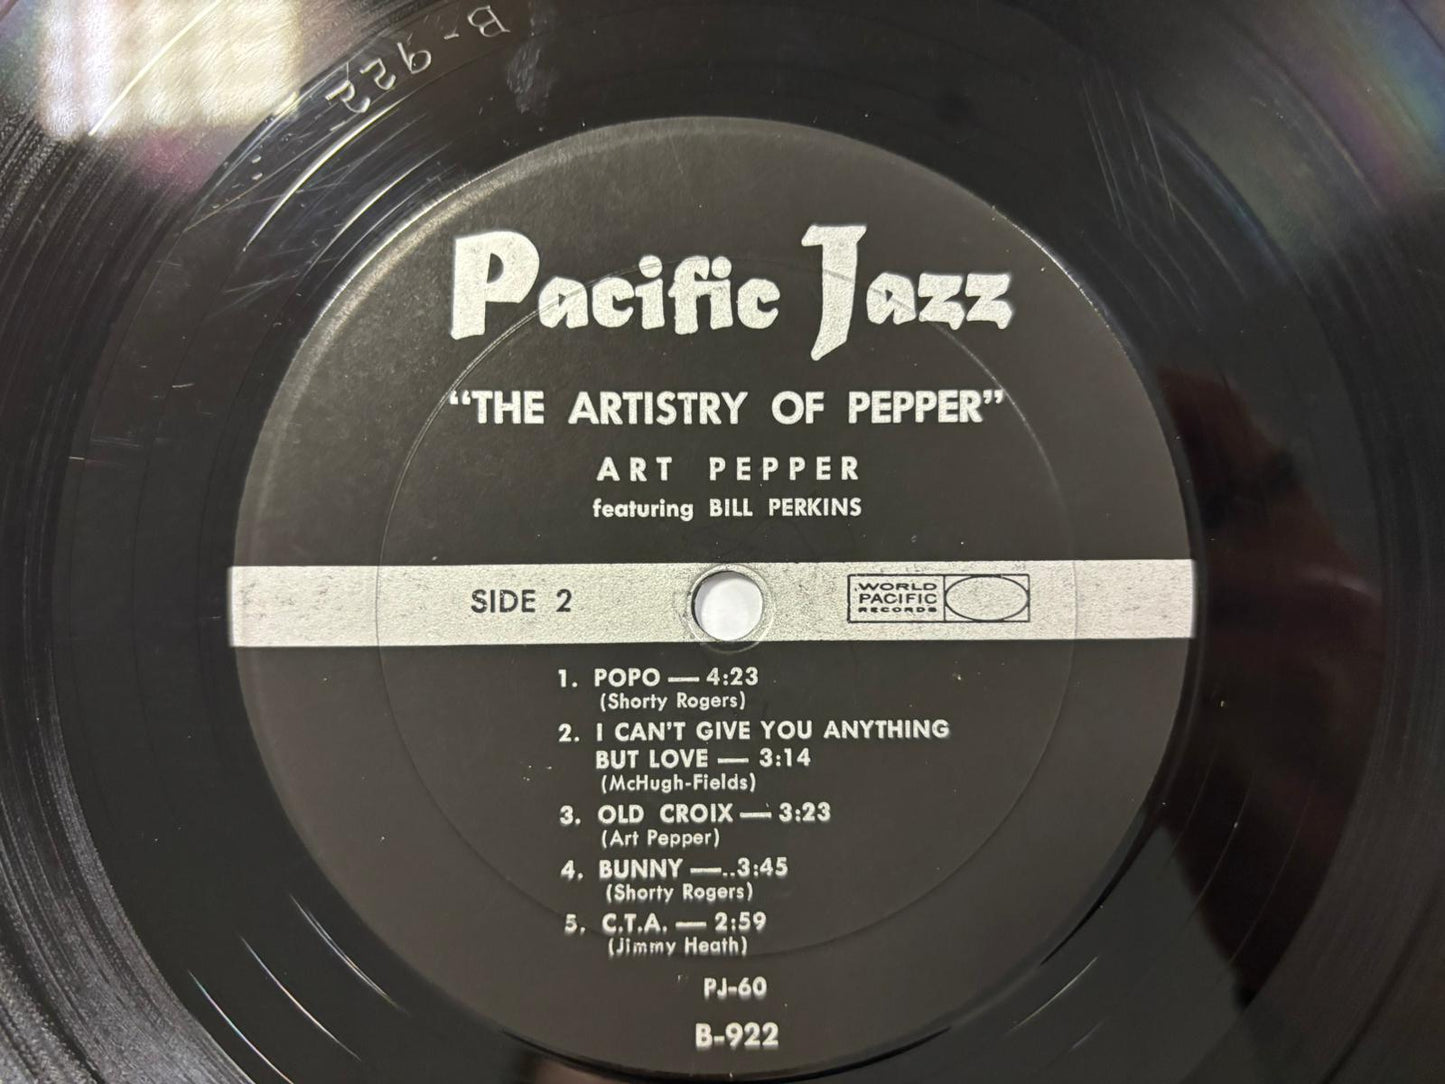 B-922
Pacific Jazz
“THE ARTISTRY OF PEPPER”
ART PEPPER
featuring BILL PERKINS
SIDE 2
WORLD
PACIFIC
RECORDS
1. POPO — 4:23
(Shorty Rogers)
2. I CAN'T GIVE YOU ANYTHING
BUT LOVE — 3:14
(McHugh-Fields)
3. OLD CROIX — 3:23
(Art Pepper)
4. BUNNY —..3:45
(Shorty Rogers)
5. C.T.A. — 2:59
(Jimmy Heath)
PJ-60
B-922